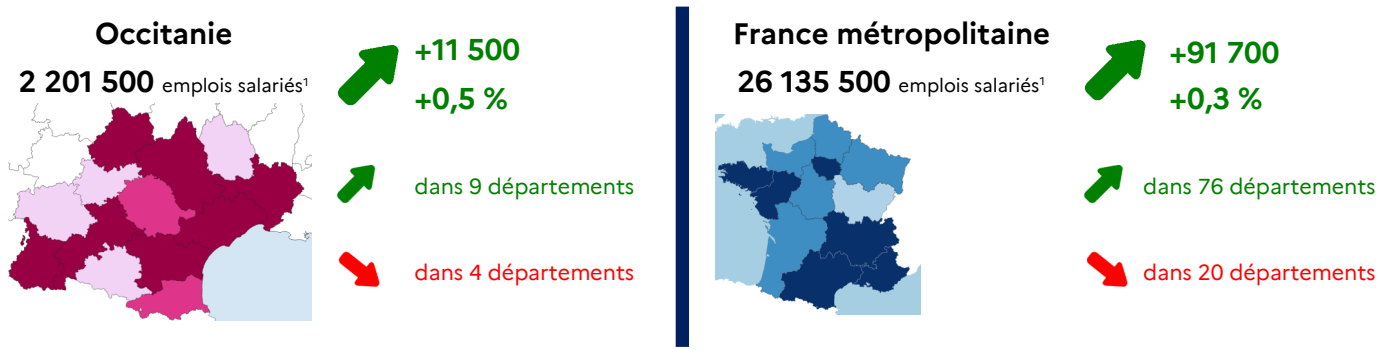 Occitanie
2 201 500 emplois salariés¹
+11 500
+0,5 %
dans 9 départements
dans 4 départements
France métropolitaine
26 135 500 emplois salariés¹
+91 700
+0,3 %
dans 76 départements
dans 20 départements